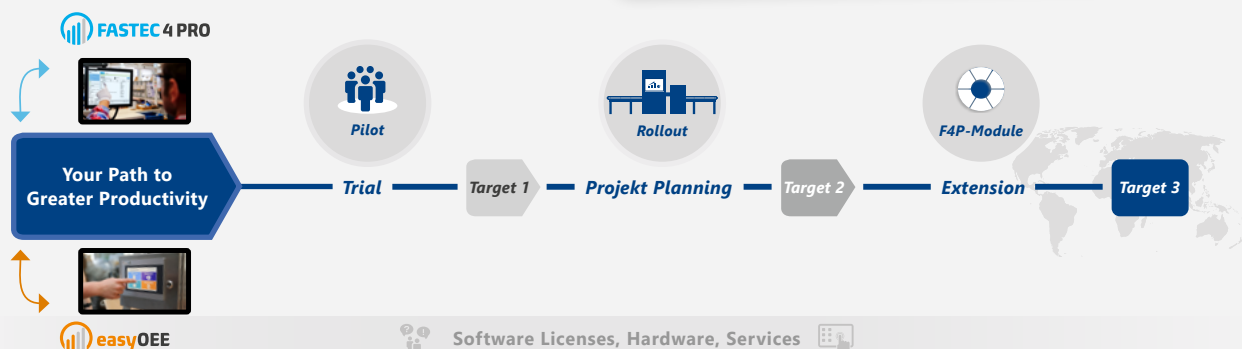 FASTEC 4 PRO
Pilot
Rollout
F4P-Module
Your Path to
Greater Productivity
Trial
Target 1
Projekt Planning
Target 2
Extension
Target 3
easyOEE
Software Licenses, Hardware, Services